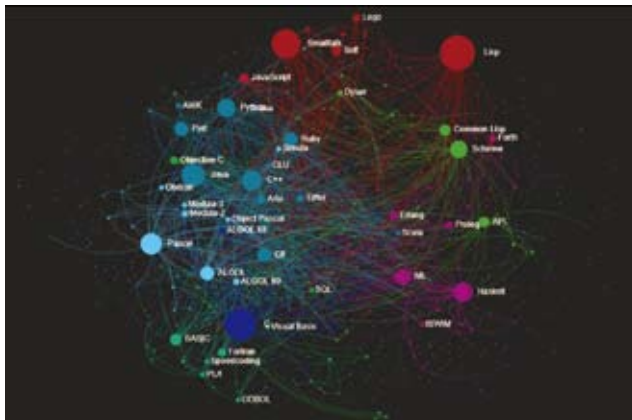 Logo
Smalltalk
Self
Lisp
JavaScript
Dylan
AWK
Python
Perl
Common Lisp
Forth
Ruby
Simula
Scheme
Objective C
CLU
Java
C++
Oberon
Ada
Eiffel
Modula-3
Modula-2
Object Pascal
Erlang
ALGOL 68
Prolog
APL
Scala
Pascal
C#
ALGOL
ALGOL 60
ML
SQL
Haskell
C
Visual Basic
ISWIM
BASIC
Fortran
Speedcoding
PL/I
COBOL